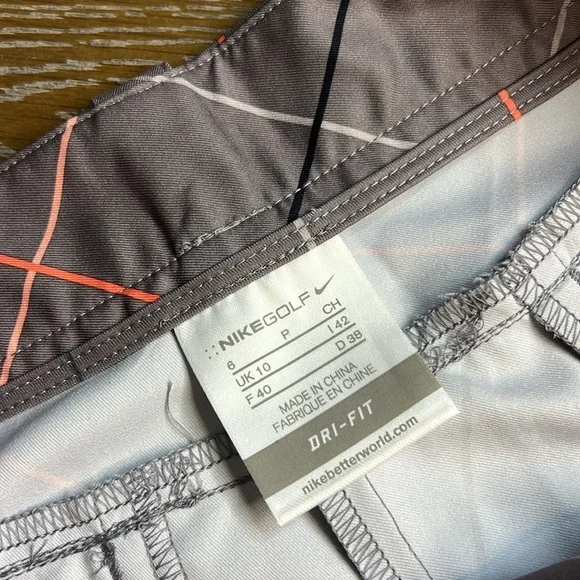 NIKEGOLF
6 P CH
UK 10 I 42
F 40 D 38
MADE IN CHINA
FABRIQUE EN CHINE
DRI-FIT
nikebetterworld.com